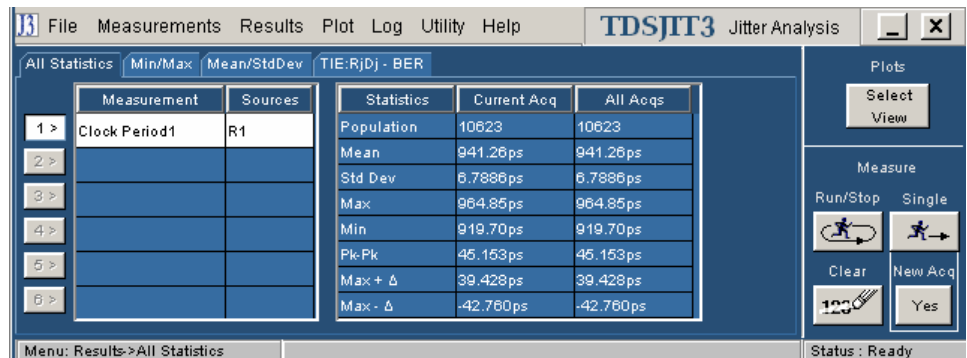 J3 File Measurements Results Plot Log Utility Help TDSJIT3 Jitter Analysis
All Statistics Min/Max Mean/StdDev TIE:RjDj - BER
Plots
Select View
Measurement Sources
1 > Clock Period1 R1
2 >
3 >
4 >
5 >
6 >
Statistics Current Acq All Acqs
Population 10623 10623
Mean 941.26ps 941.26ps
Std Dev 6.7886ps 6.7886ps
Max 964.85ps 964.85ps
Min 919.70ps 919.70ps
Pk-Pk 45.153ps 45.153ps
Max + Δ 39.428ps 39.428ps
Max - Δ -42.760ps -42.760ps
Measure
Run/Stop Single
Clear New Acq
123 Yes
Menu: Results->All Statistics
Status : Ready